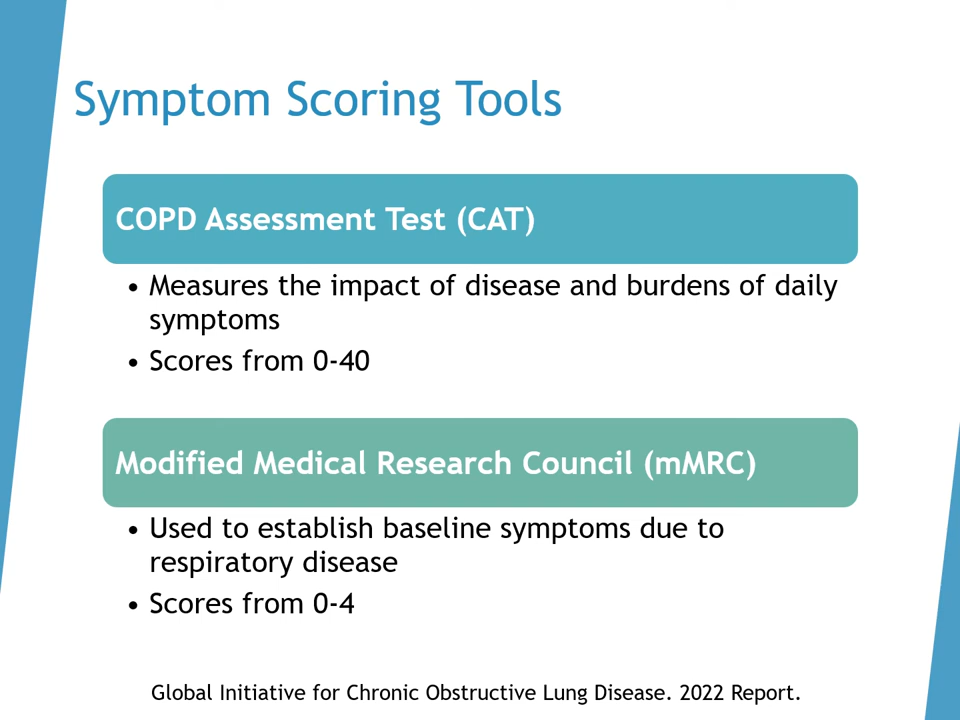 Symptom Scoring Tools
COPD Assessment Test (CAT)
• Measures the impact of disease and burdens of daily
symptoms
• Scores from 0-40
Modified Medical Research Council (mMRC)
• Used to establish baseline symptoms due to
respiratory disease
• Scores from 0-4
Global Initiative for Chronic Obstructive Lung Disease. 2022 Report.